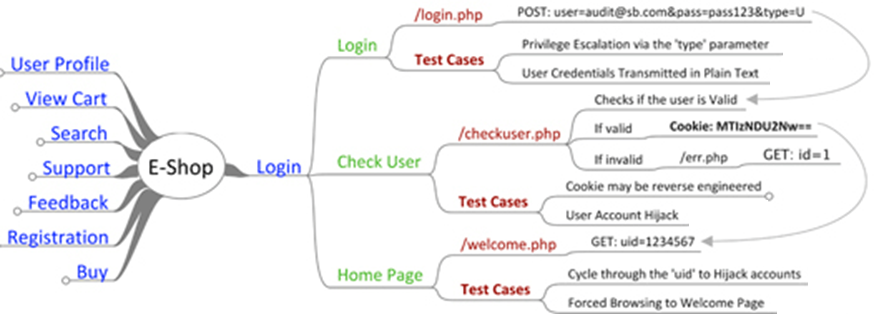 User Profile
View Cart
Search
Support
Feedback
Registration
Buy
E-Shop
Login
Login
/login.php
POST: user=audit@sb.com&pass=pass123&type=U
Test Cases
Privilege Escalation via the 'type' parameter
User Credentials Transmitted in Plain Text
Check User
/checkuser.php
Checks if the user is Valid
If valid
Cookie: MTIzNDU2Nw==
If invalid
/err.php
GET: id=1
Test Cases
Cookie may be reverse engineered
User Account Hijack
Home Page
/welcome.php
GET: uid=1234567
Test Cases
Cycle through the 'uid' to Hijack accounts
Forced Browsing to Welcome Page